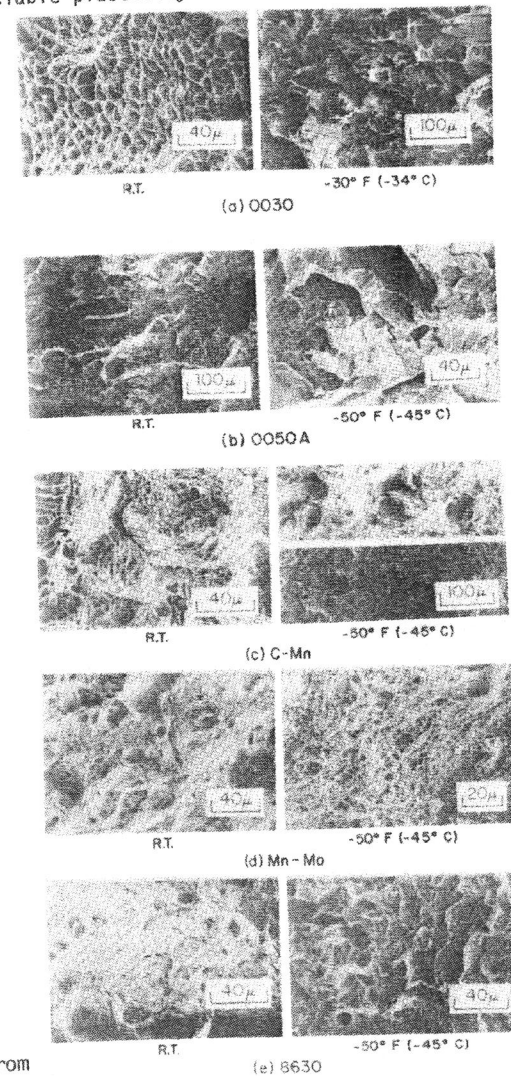 40μ 100μ
R.T. -30° F (-34° C)
(a) 0030
100μ 40μ
R.T. -50° F (-45° C)
(b) 0050A
40μ 100μ
R.T. -50° F (-45° C)
(c) C-Mn
40μ 20μ
R.T. -50° F (-45° C)
(d) Mn-Mo
40μ 40μ
R.T. -50° F (-45° C)
(e) 8630